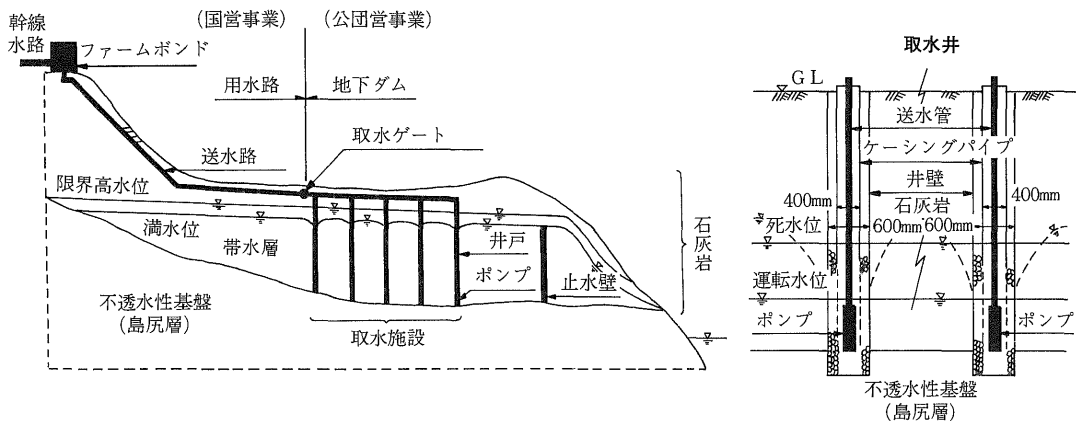 (国営事業) (公団営事業)
幹線
水路
ファームボンド
用水路
地下ダム
取水ゲート
送水路
限界高水位
満水位
帯水層
井戸
ポンプ
止水壁
石灰岩
不透水性基盤
(島尻層)
取水施設
取水井
GL
送水管
ケーシングパイプ
井壁
400mm
石灰岩
400mm
死水位
600mm
600mm
運転水位
ポンプ
ポンプ
不透水性基盤
(島尻層)